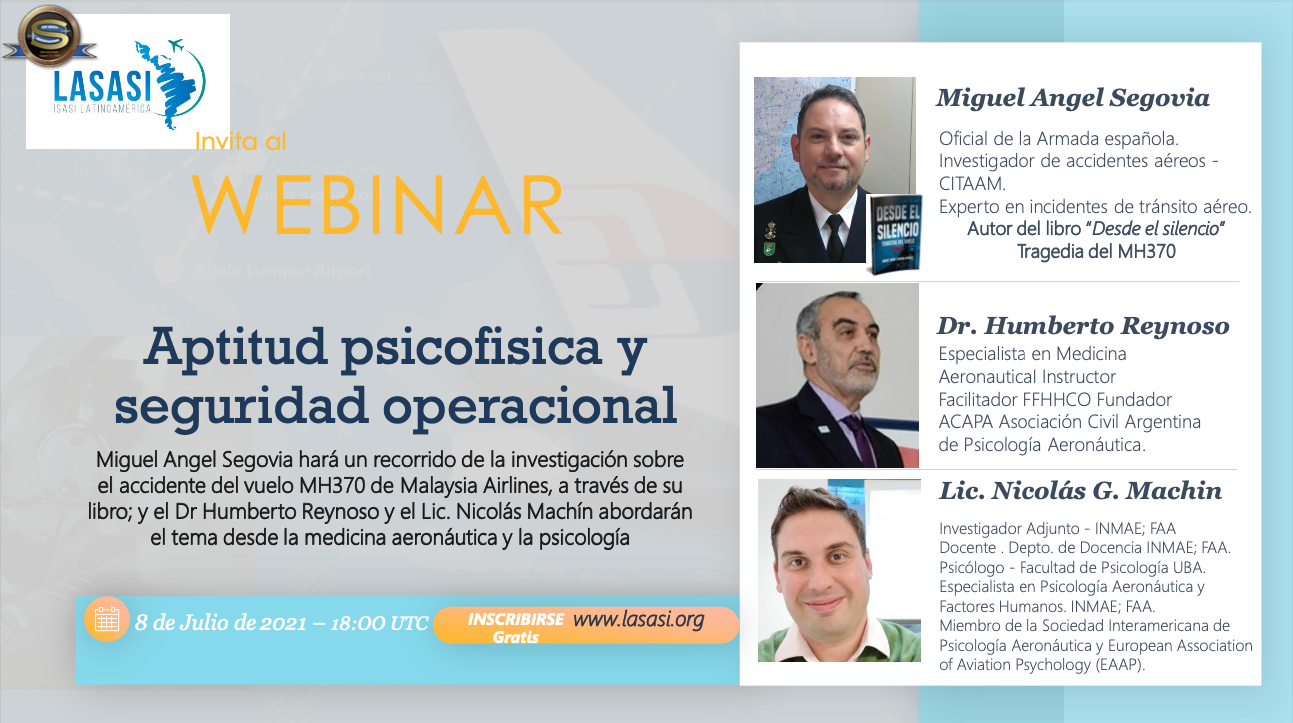 S
LASASI
ISASI LATINOAMÉRICA
Invita al
WEBINAR
Kuala Lumpur Airport
Aptitud psicofisica y
seguridad operacional
Miguel Angel Segovia hará un recorrido de la investigación sobre
el accidente del vuelo MH370 de Malaysia Airlines, a través de su
libro; y el Dr Humberto Reynoso y el Lic. Nicolás Machín abordarán
el tema desde la medicina aeronáutica y la psicología
8 de Julio de 2021 – 18:00 UTC
INSCRIBIRSE www.lasasi.org
Gratis
Miguel Angel Segovia
Oficial de la Armada española.
Investigador de accidentes aéreos -
CITAAM.
Experto en incidentes de tránsito aéreo.
Autor del libro “Desde el silencio”
Tragedia del MH370
DESDE EL
SILENCIO
Dr. Humberto Reynoso
Especialista en Medicina
Aeronautical Instructor
Facilitador FFHHCO Fundador
ACAPA Asociación Civil Argentina
de Psicología Aeronáutica.
Lic. Nicolás G. Machin
Investigador Adjunto - INMAE; FAA
Docente . Depto. de Docencia INMAE; FAA.
Psicólogo - Facultad de Psicología UBA.
Especialista en Psicología Aeronáutica y
Factores Humanos. INMAE; FAA.
Miembro de la Sociedad Interamericana de
Psicología Aeronáutica y European Association
of Aviation Psychology (EAAP).